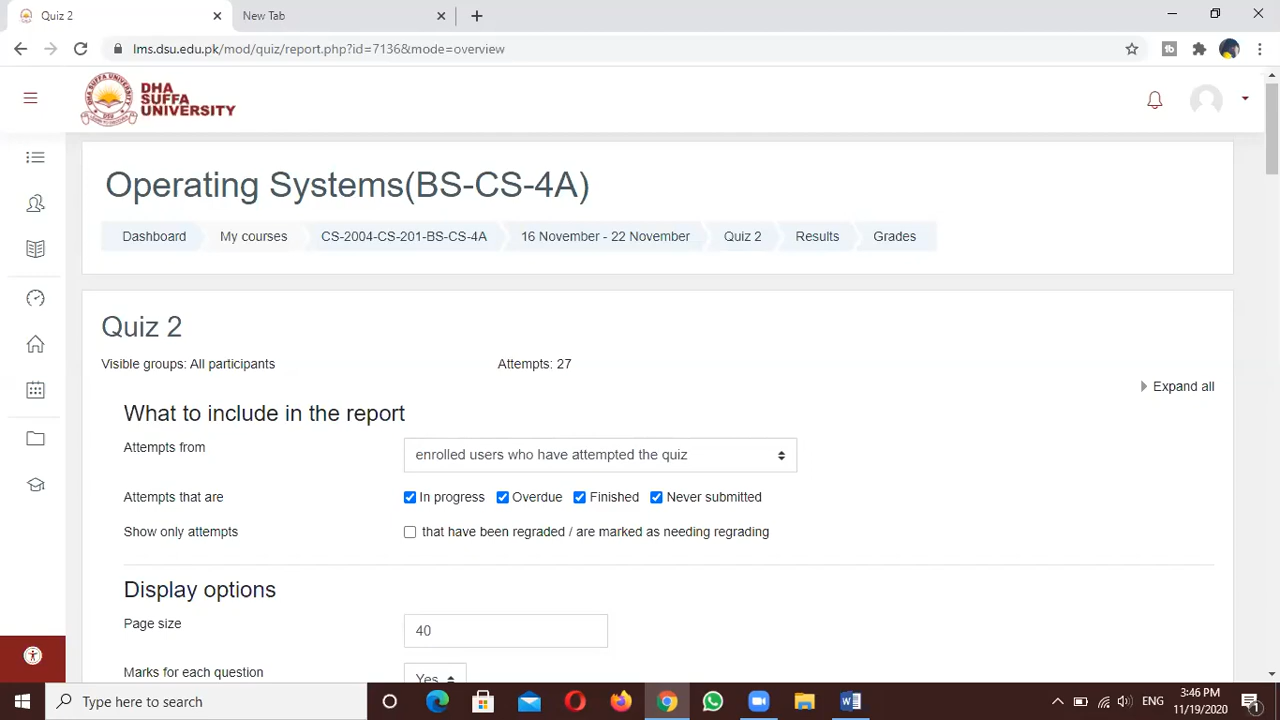 Quiz 2
New Tab
lms.dsu.edu.pk/mod/quiz/report.php?id=7136&mode=overview
DHA
SUFFA
UNIVERSITY
Operating Systems(BS-CS-4A)
Dashboard My courses CS-2004-CS-201-BS-CS-4A 16 November - 22 November Quiz 2 Results Grades
Quiz 2
Visible groups: All participants Attempts: 27
Expand all
What to include in the report
Attempts from enrolled users who have attempted the quiz
Attempts that are In progress Overdue Finished Never submitted
Show only attempts that have been regraded / are marked as needing regrading
Display options
Page size 40
Marks for each question Yes
Type here to search
ENG
3:46 PM
11/19/2020
1